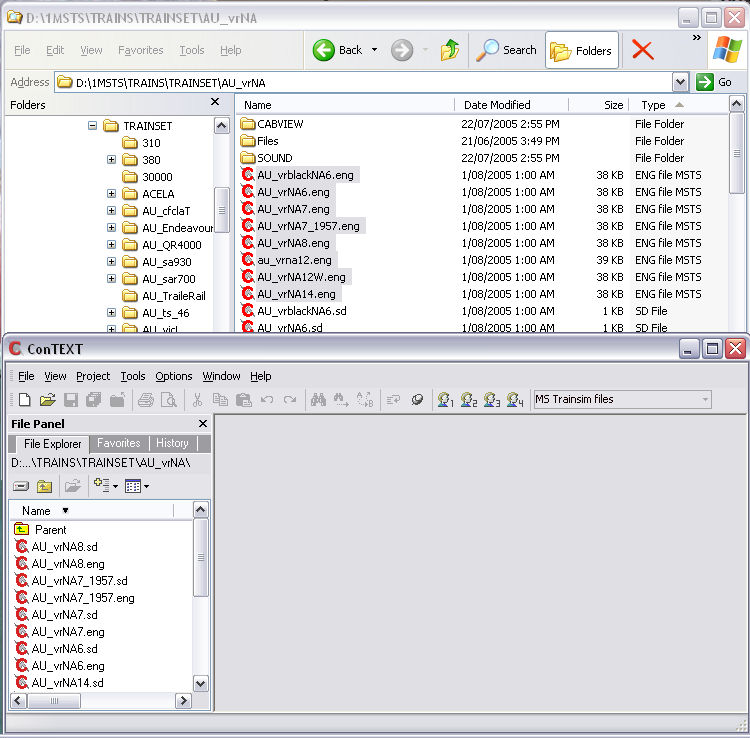 D:\1MSTS\TRAINS\TRAINSET\AU_vrNA
File Edit View Favorites Tools Help Back Search Folders »
Address D:\1MSTS\TRAINS\TRAINSET\AU_vrNA Go
Folders
TRAINSET
310
380
30000
ACELA
AU_cfclaT
AU_Endeavour
AU_QR4000
AU_sa930
AU_sar700
AU_TraileRail
AU_ts_46
AU_vicl
Name Date Modified Size Type
CABVIEW 22/07/2005 2:55 PM File Folder
Files 21/06/2005 3:49 PM File Folder
SOUND 22/07/2005 2:55 PM File Folder
AU_vrblackNA6.eng 1/08/2005 1:00 AM 38 KB ENG file MSTS
AU_vrNA6.eng 1/08/2005 1:00 AM 38 KB ENG file MSTS
AU_vrNA7.eng 1/08/2005 1:00 AM 38 KB ENG file MSTS
AU_vrNA7_1957.eng 1/08/2005 1:00 AM 38 KB ENG file MSTS
AU_vrNA8.eng 1/08/2005 1:00 AM 38 KB ENG file MSTS
au_vrna12.eng 1/08/2005 1:00 AM 39 KB ENG file MSTS
AU_vrNA12W.eng 1/08/2005 1:00 AM 38 KB ENG file MSTS
AU_vrNA14.eng 1/08/2005 1:00 AM 38 KB ENG file MSTS
AU_vrblackNA6.sd 1/08/2005 1:00 AM 1 KB SD File
AU_vrNA6.sd 1/08/2005 1:00 AM 1 KB SD File
ConTEXT
File View Project Tools Options Window Help
1 2 3 4 MS Trainsim files
File Panel
File Explorer Favorites History
D:...\TRAINS\TRAINSET\AU_vrNA\
Name
Parent
AU_vrNA8.sd
AU_vrNA8.eng
AU_vrNA7_1957.sd
AU_vrNA7_1957.eng
AU_vrNA7.sd
AU_vrNA7.eng
AU_vrNA6.sd
AU_vrNA6.eng
AU_vrNA14.sd